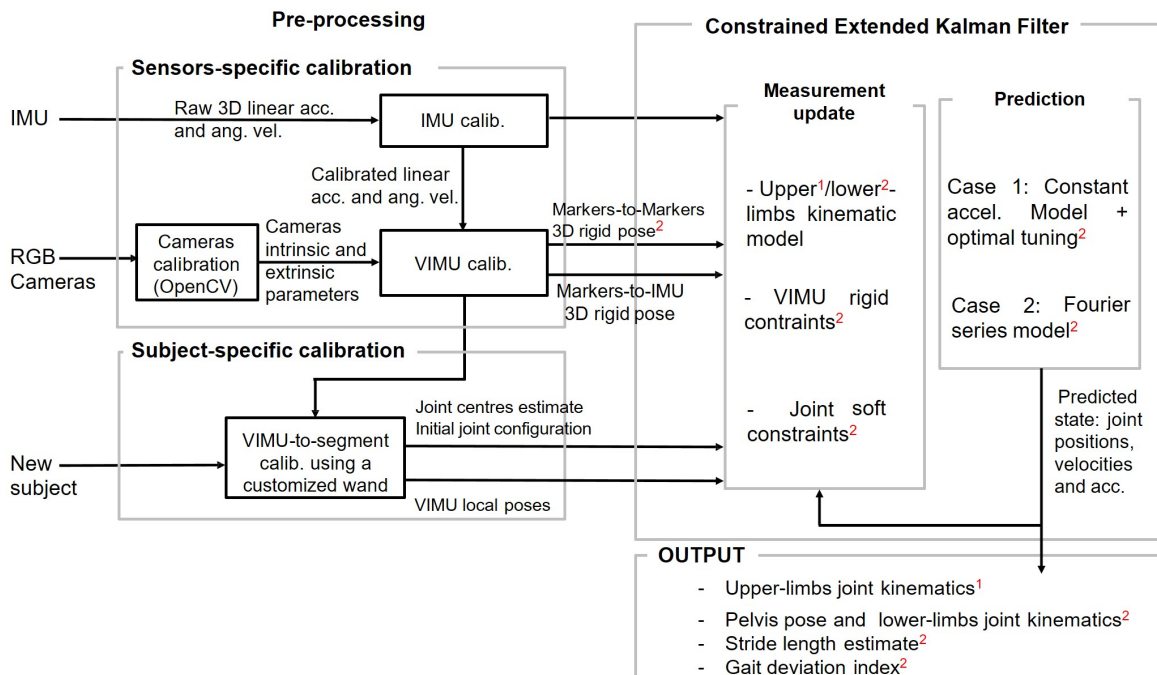 Pre-processing
Sensors-specific calibration
IMU
Raw 3D linear acc.
and ang. vel.
IMU calib.
Calibrated linear
acc. and ang. vel.
RGB
Cameras
Cameras
calibration
(OpenCV)
Cameras
intrinsic and
extrinsic
parameters
VIMU calib.
Markers-to-Markers
3D rigid pose²
Markers-to-IMU
3D rigid pose
Subject-specific calibration
New
subject
VIMU-to-segment
calib. using a
customized wand
Joint centres estimate
Initial joint configuration
VIMU local poses
Constrained Extended Kalman Filter
Measurement
update
- Upper¹/lower²-
limbs kinematic
model
- VIMU rigid
contraints²
- Joint soft
constraints²
Prediction
Case 1: Constant
accel. Model +
optimal tuning²
Case 2: Fourier
series model²
Predicted
state: joint
positions,
velocities
and acc.
OUTPUT
- Upper-limbs joint kinematics¹
- Pelvis pose and lower-limbs joint kinematics²
- Stride length estimate²
- Gait deviation index²